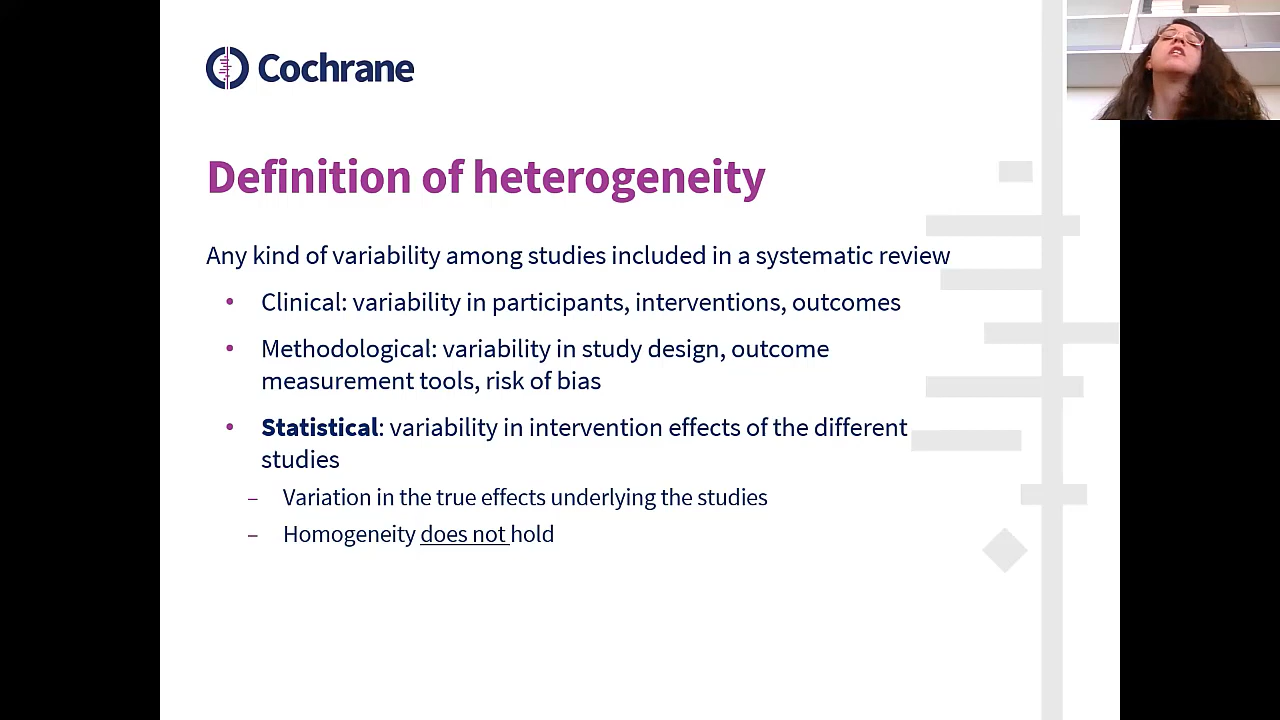 Cochrane
Definition of heterogeneity
Any kind of variability among studies included in a systematic review
• Clinical: variability in participants, interventions, outcomes
• Methodological: variability in study design, outcome
measurement tools, risk of bias
• Statistical: variability in intervention effects of the different
studies
– Variation in the true effects underlying the studies
– Homogeneity does not hold